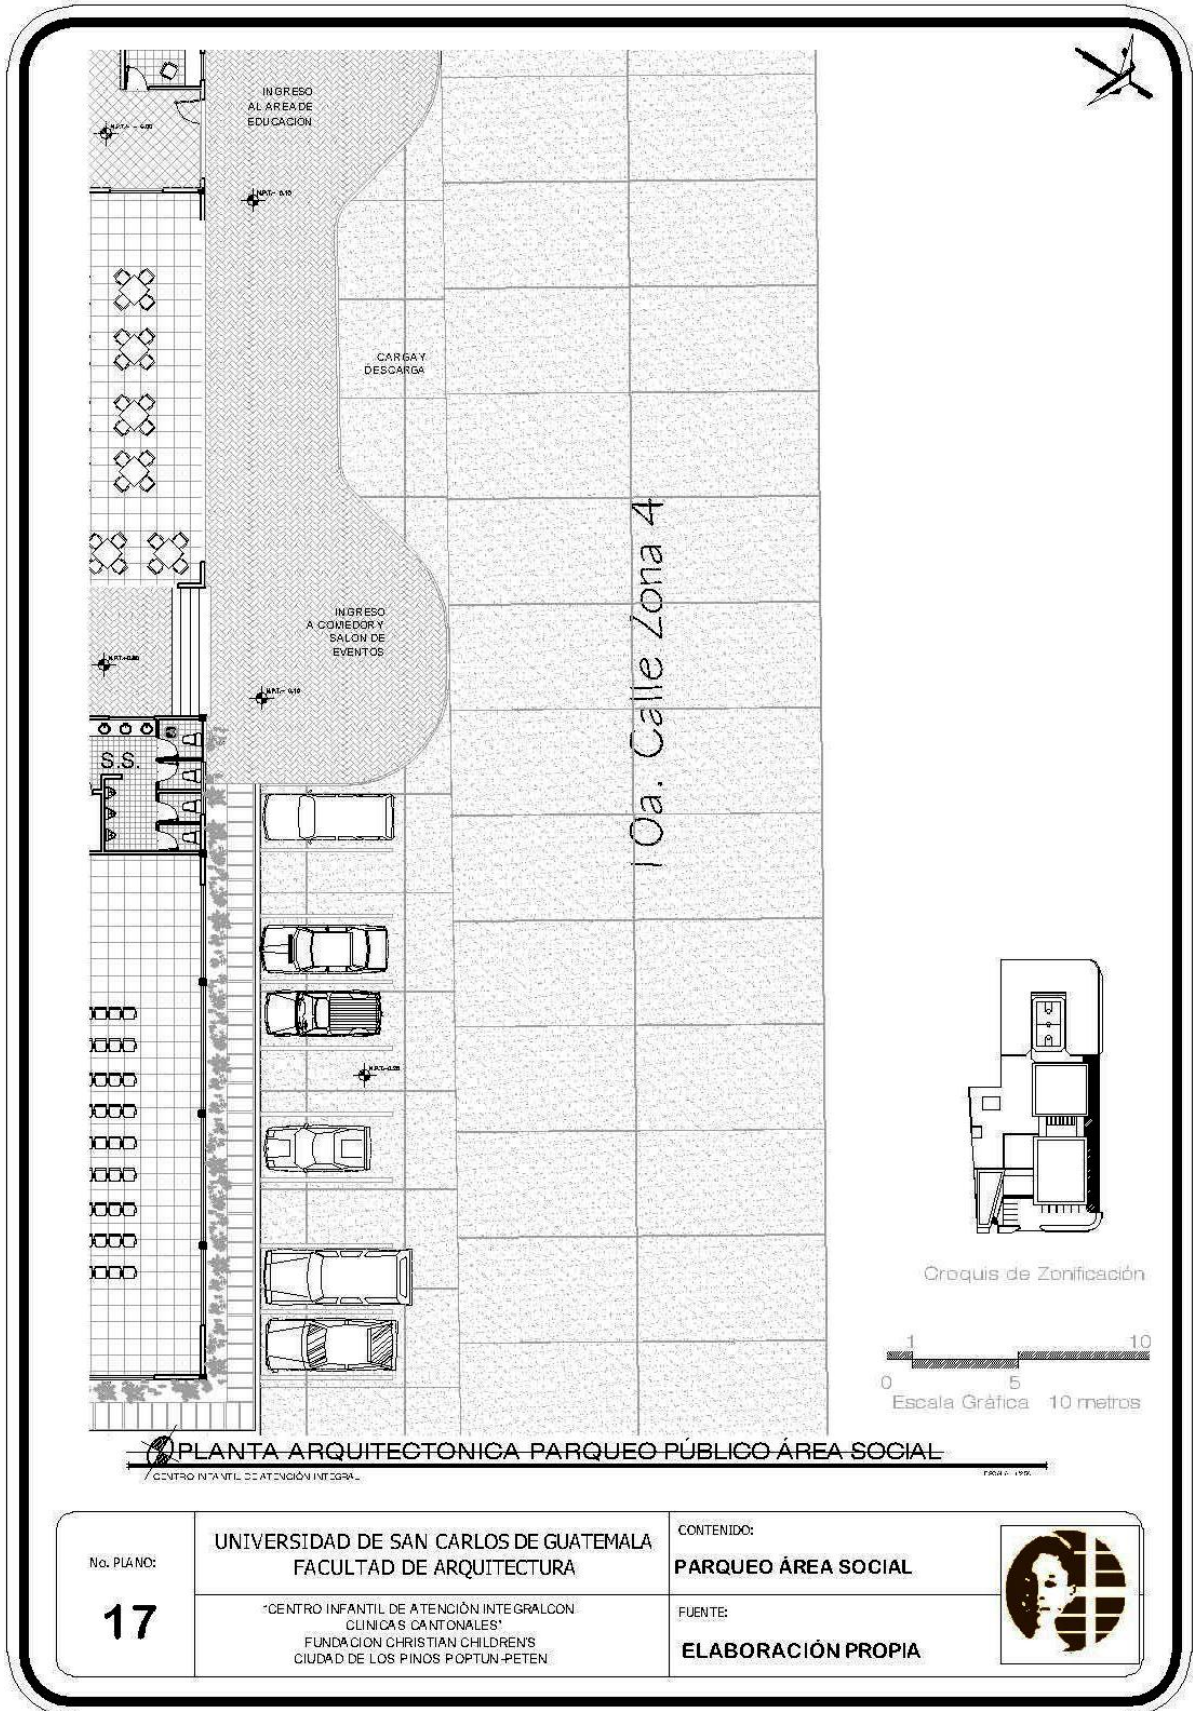 INGRESO
AL AREA DE
EDUCACION
CARGA Y
DESCARGA
INGRESO
A COMEDOR Y
SALON DE
EVENTOS
S.S.
10a. Calle Zona 4
Croquis de Zonificación
1 10
0 5
Escala Gráfica 10 metros
PLANTA ARQUITECTONICA PARQUEO PÚBLICO ÁREA SOCIAL
CENTRO INFANTIL DE ATENCIÓN INTEGRAL
No. PLANO:
17
UNIVERSIDAD DE SAN CARLOS DE GUATEMALA
FACULTAD DE ARQUITECTURA
"CENTRO INFANTIL DE ATENCIÓN INTEGRALCON
CLINICAS CANTONALES"
FUNDACION CHRISTIAN CHILDREN'S
CIUDAD DE LOS PINOS POPTUN-PETEN
CONTENIDO:
PARQUEO ÁREA SOCIAL
FUENTE:
ELABORACIÓN PROPIA